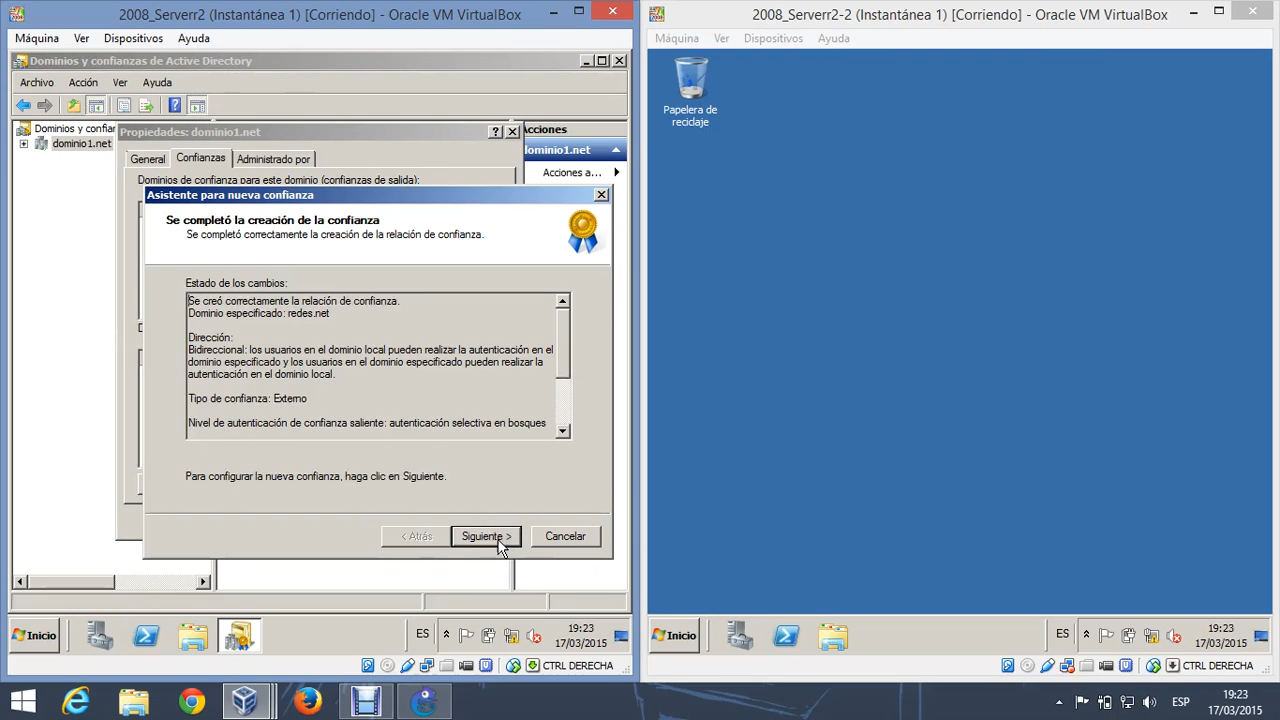 2008_Serverr2 (Instantánea 1) [Corriendo] - Oracle VM VirtualBox
Máquina Ver Dispositivos Ayuda
Dominios y confianzas de Active Directory
Archivo Acción Ver Ayuda
Dominios y confiar
dominio1.net
Propiedades: dominio1.net
General Confianzas Administrado por
Dominios de confianza para este dominio (confianzas de salida):
Acciones
dominio1.net
Acciones a...
Asistente para nueva confianza
Se completó la creación de la confianza
Se completó correctamente la creación de la relación de confianza.
Estado de los cambios:
Se creó correctamente la relación de confianza.
Dominio especificado: redes.net
Dirección:
Bidireccional: los usuarios en el dominio local pueden realizar la autenticación en el
dominio especificado y los usuarios en el dominio especificado pueden realizar la
autenticación en el dominio local.
Tipo de confianza: Externo
Nivel de autenticación de confianza saliente: autenticación selectiva en bosques
Para configurar la nueva confianza, haga clic en Siguiente.
< Atrás Siguiente > Cancelar
Inicio
ES
19:23
17/03/2015
CTRL DERECHA
2008_Serverr2-2 (Instantánea 1) [Corriendo] - Oracle VM VirtualBox
Máquina Ver Dispositivos Ayuda
Papelera de
reciclaje
Inicio
ES
19:23
17/03/2015
CTRL DERECHA
ESP
19:23
17/03/2015